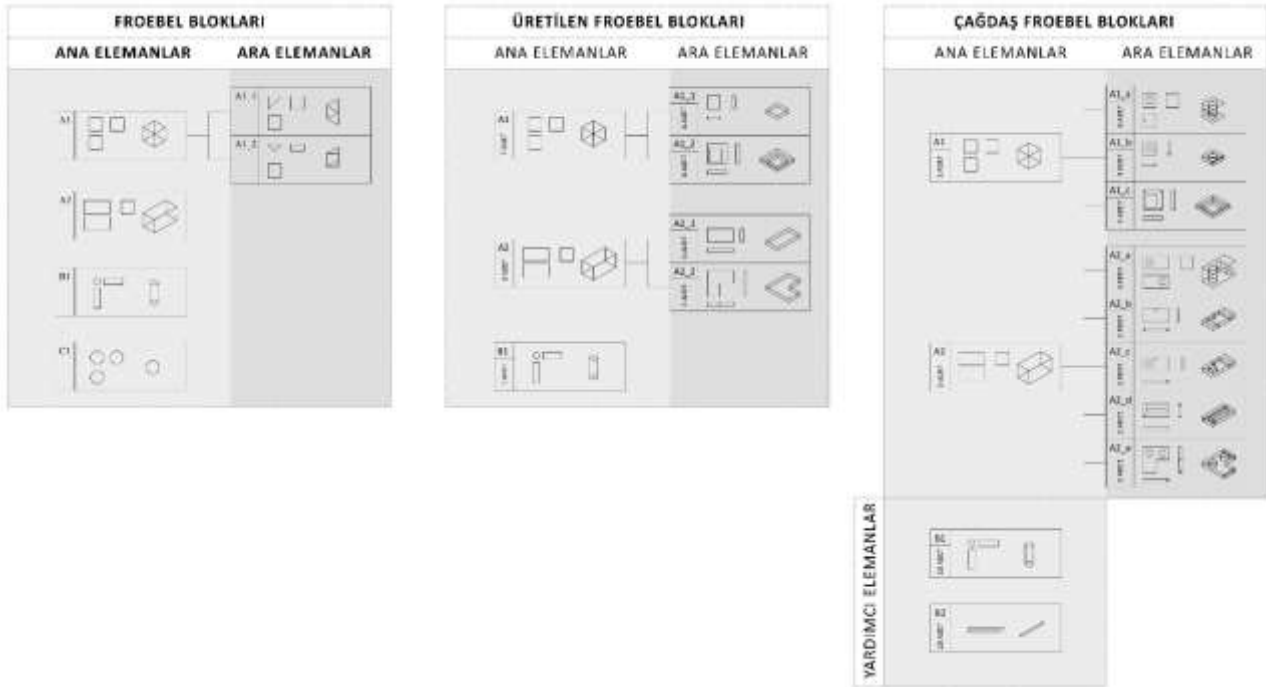 FROEBEL BLOKLARI
ANA ELEMANLAR ARA ELEMANLAR
A1
A1_1
A1_2
A2
B1
C1
ÜRETİLEN FROEBEL BLOKLARI
ANA ELEMANLAR ARA ELEMANLAR
A1
A1_1
A1_2
A2
A2_1
A2_2
B1
ÇAĞDAŞ FROEBEL BLOKLARI
ANA ELEMANLAR ARA ELEMANLAR
A1
A1_a
A1_b
A1_c
A2
A2_a
A2_b
A2_c
A2_d
A2_e
YARDIMCI ELEMANLAR
B1
B2